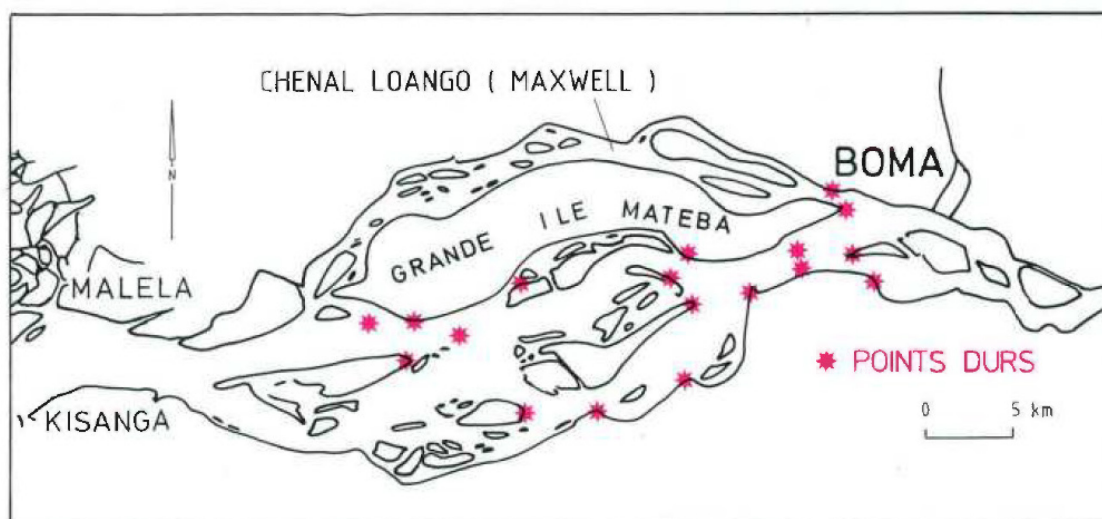 CHENAL LOANGO ( MAXWELL )
BOMA
N
GRANDE ILE MATEBA
MALELA
POINTS DURS
KISANGA
0 5 km